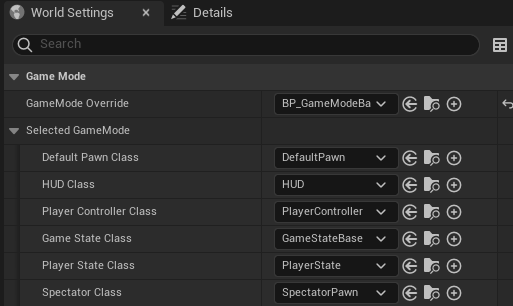 World Settings
Details
Search
Game Mode
GameMode Override
BP_GameModeBa
Selected GameMode
Default Pawn Class
DefaultPawn
HUD Class
HUD
Player Controller Class
PlayerController
Game State Class
GameStateBase
Player State Class
PlayerState
Spectator Class
SpectatorPawn